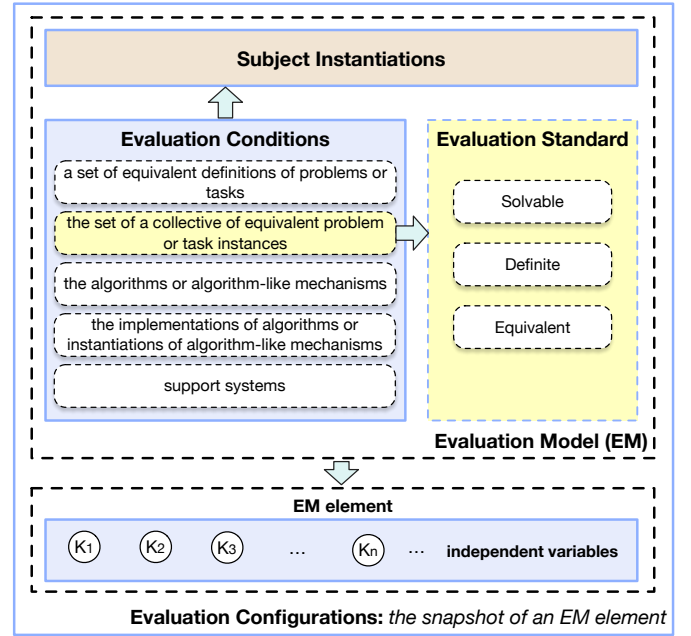 Subject Instantiations
Evaluation Conditions
a set of equivalent definitions of problems or
tasks
the set of a collective of equivalent problem
or task instances
the algorithms or algorithm-like mechanisms
the implementations of algorithms or
instantiations of algorithm-like mechanisms
support systems
Evaluation Standard
Solvable
Definite
Equivalent
Evaluation Model (EM)
EM element
K1 K2 K3 ... Kn ... independent variables
Evaluation Configurations: the snapshot of an EM element